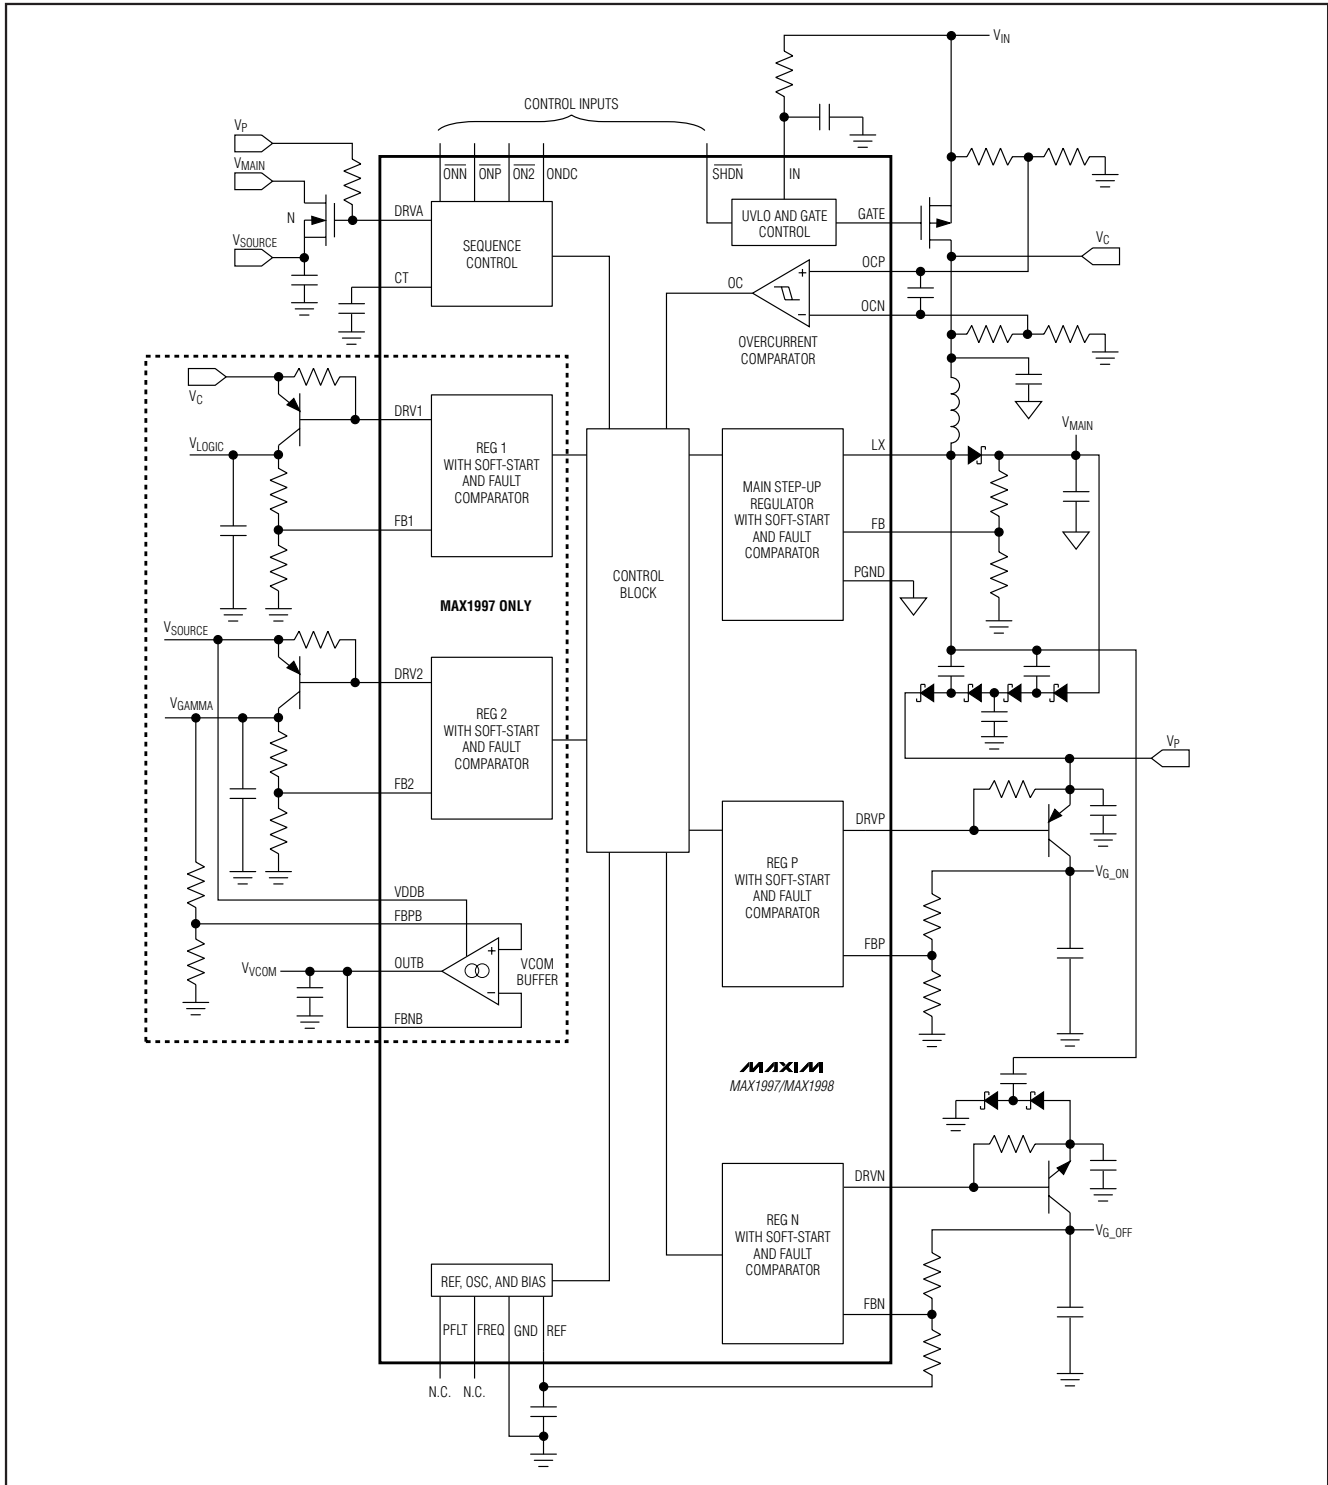 VIN
CONTROL INPUTS
VP
VMAIN
ONN
ONP
ON2
ONDC
SHDN
IN
N
DRVA
UVLO AND GATE
CONTROL
GATE
VSOURCE
SEQUENCE
CONTROL
VC
CT
OC
+
−
OCP
OCN
OVERCURRENT
COMPARATOR
VC
DRV1
VLOGIC
REG 1
WITH SOFT-START
AND FAULT
COMPARATOR
FB1
MAX1997 ONLY
CONTROL
BLOCK
MAIN STEP-UP
REGULATOR
WITH SOFT-START
AND FAULT
COMPARATOR
LX
FB
PGND
VMAIN
VSOURCE
DRV2
VGAMMA
REG 2
WITH SOFT-START
AND FAULT
COMPARATOR
FB2
VP
REG P
WITH SOFT-START
AND FAULT
COMPARATOR
DRVP
FBP
VG_ON
VDDB
FBPB
OUTB
FBNB
VVCOM
+
−
VCOM
BUFFER
MAXIM
MAX1997/MAX1998
REG N
WITH SOFT-START
AND FAULT
COMPARATOR
DRVN
FBN
VG_OFF
REF, OSC, AND BIAS
PFLT
FREQ
GND
REF
N.C.
N.C.